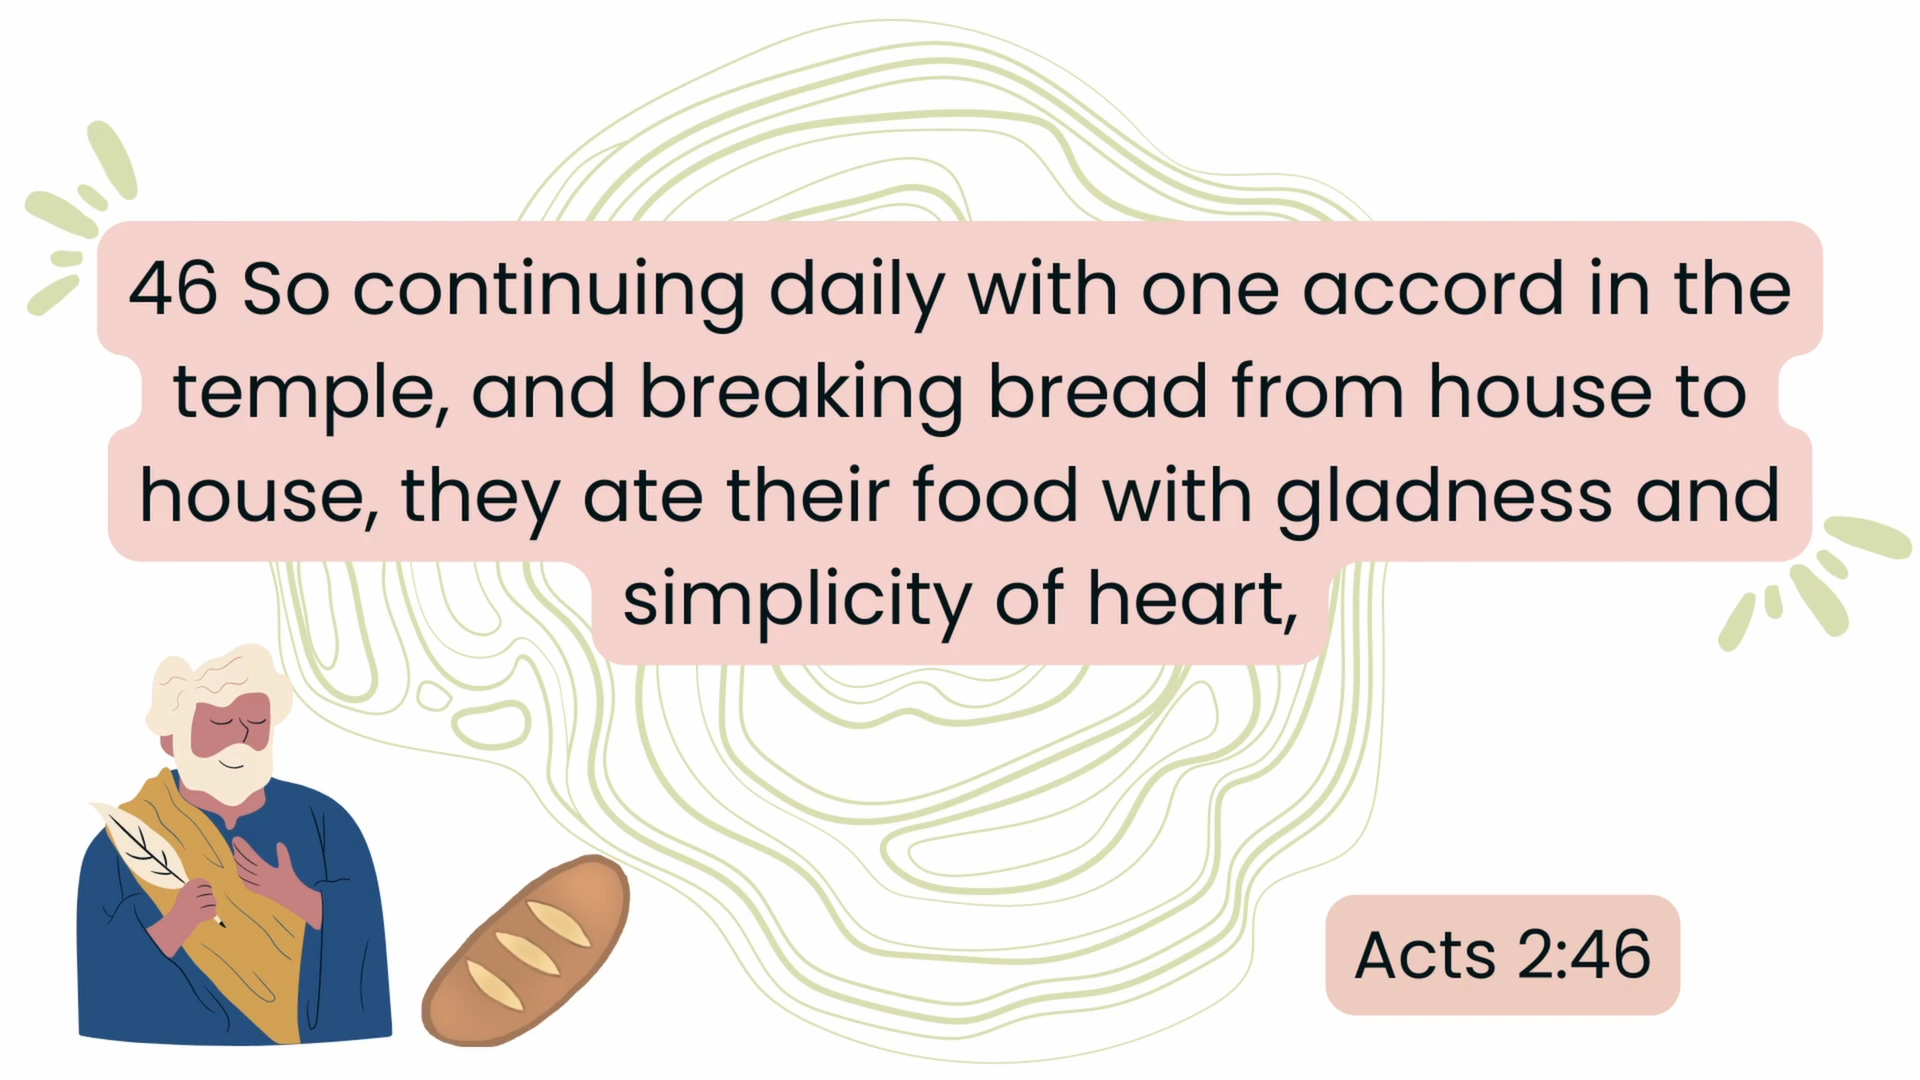 46 So continuing daily with one accord in the
temple, and breaking bread from house to
house, they ate their food with gladness and
simplicity of heart,
Acts 2:46